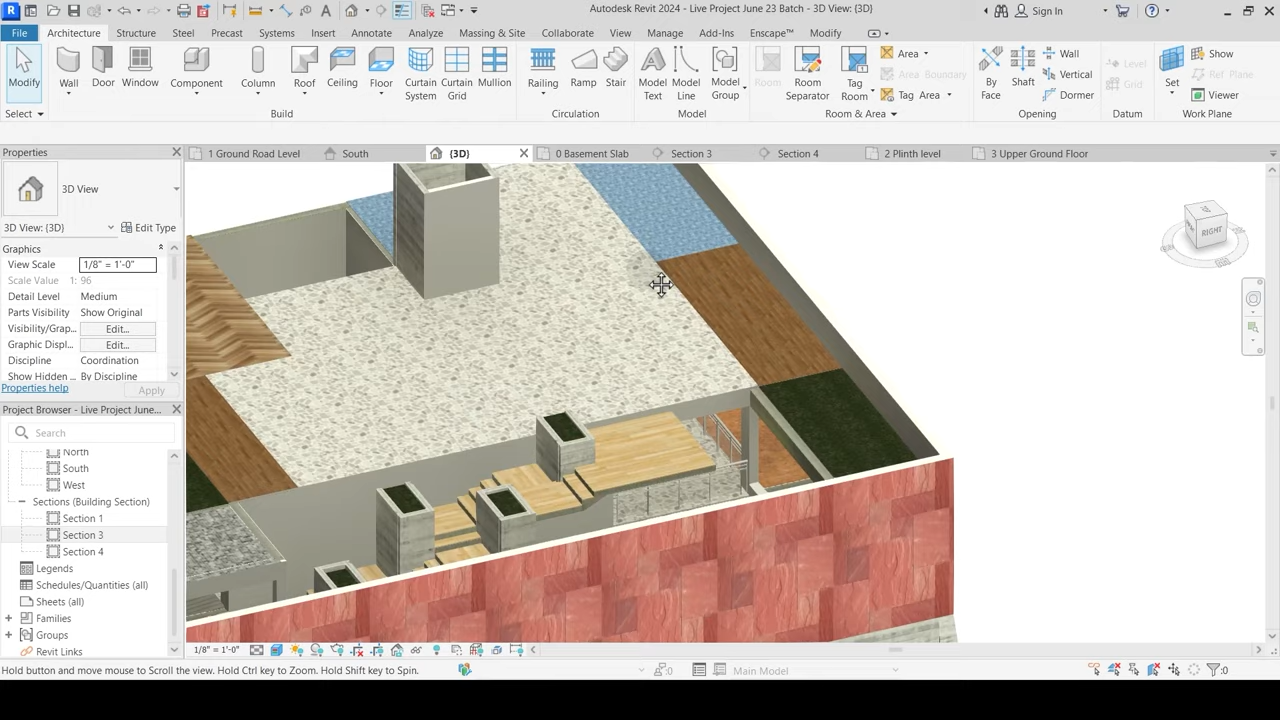 Autodesk Revit 2024 - Live Project June 23 Batch - 3D View: {3D}
Sign In
File Architecture Structure Steel Precast Systems Insert Annotate Analyze Massing & Site Collaborate View Manage Add-Ins Enscape™ Modify
Modify
Wall Door Window Component Column Roof Ceiling Floor Curtain System Curtain Grid Mullion
Railing Ramp Stair
Model Text Model Line Model Group
Room Room Separator Tag Room Area Area Boundary Tag Area
By Face Shaft Wall Vertical Dormer
Level Grid
Set Show Ref Plane Viewer
Select Build Circulation Model Room & Area Opening Datum Work Plane
Properties
1 Ground Road Level South {3D} 0 Basement Slab Section 3 Section 4 2 Plinth level 3 Upper Ground Floor
3D View
3D View: {3D} Edit Type
Graphics
View Scale 1/8" = 1'-0"
Scale Value 1: 96
Detail Level Medium
Parts Visibility Show Original
Visibility/Grap... Edit...
Graphic Displ... Edit...
Discipline Coordination
Show Hidden By Discipline
Properties help Apply
RIGHT
Project Browser - Live Project June...
Search
North
South
West
Sections (Building Section)
Section 1
Section 3
Section 4
Legends
Schedules/Quantities (all)
Sheets (all)
Families
Groups
Revit Links
1/8" = 1'-0"
Hold button and move mouse to Scroll the view. Hold Ctrl key to Zoom. Hold Shift key to Spin.
:0
Main Model
:0